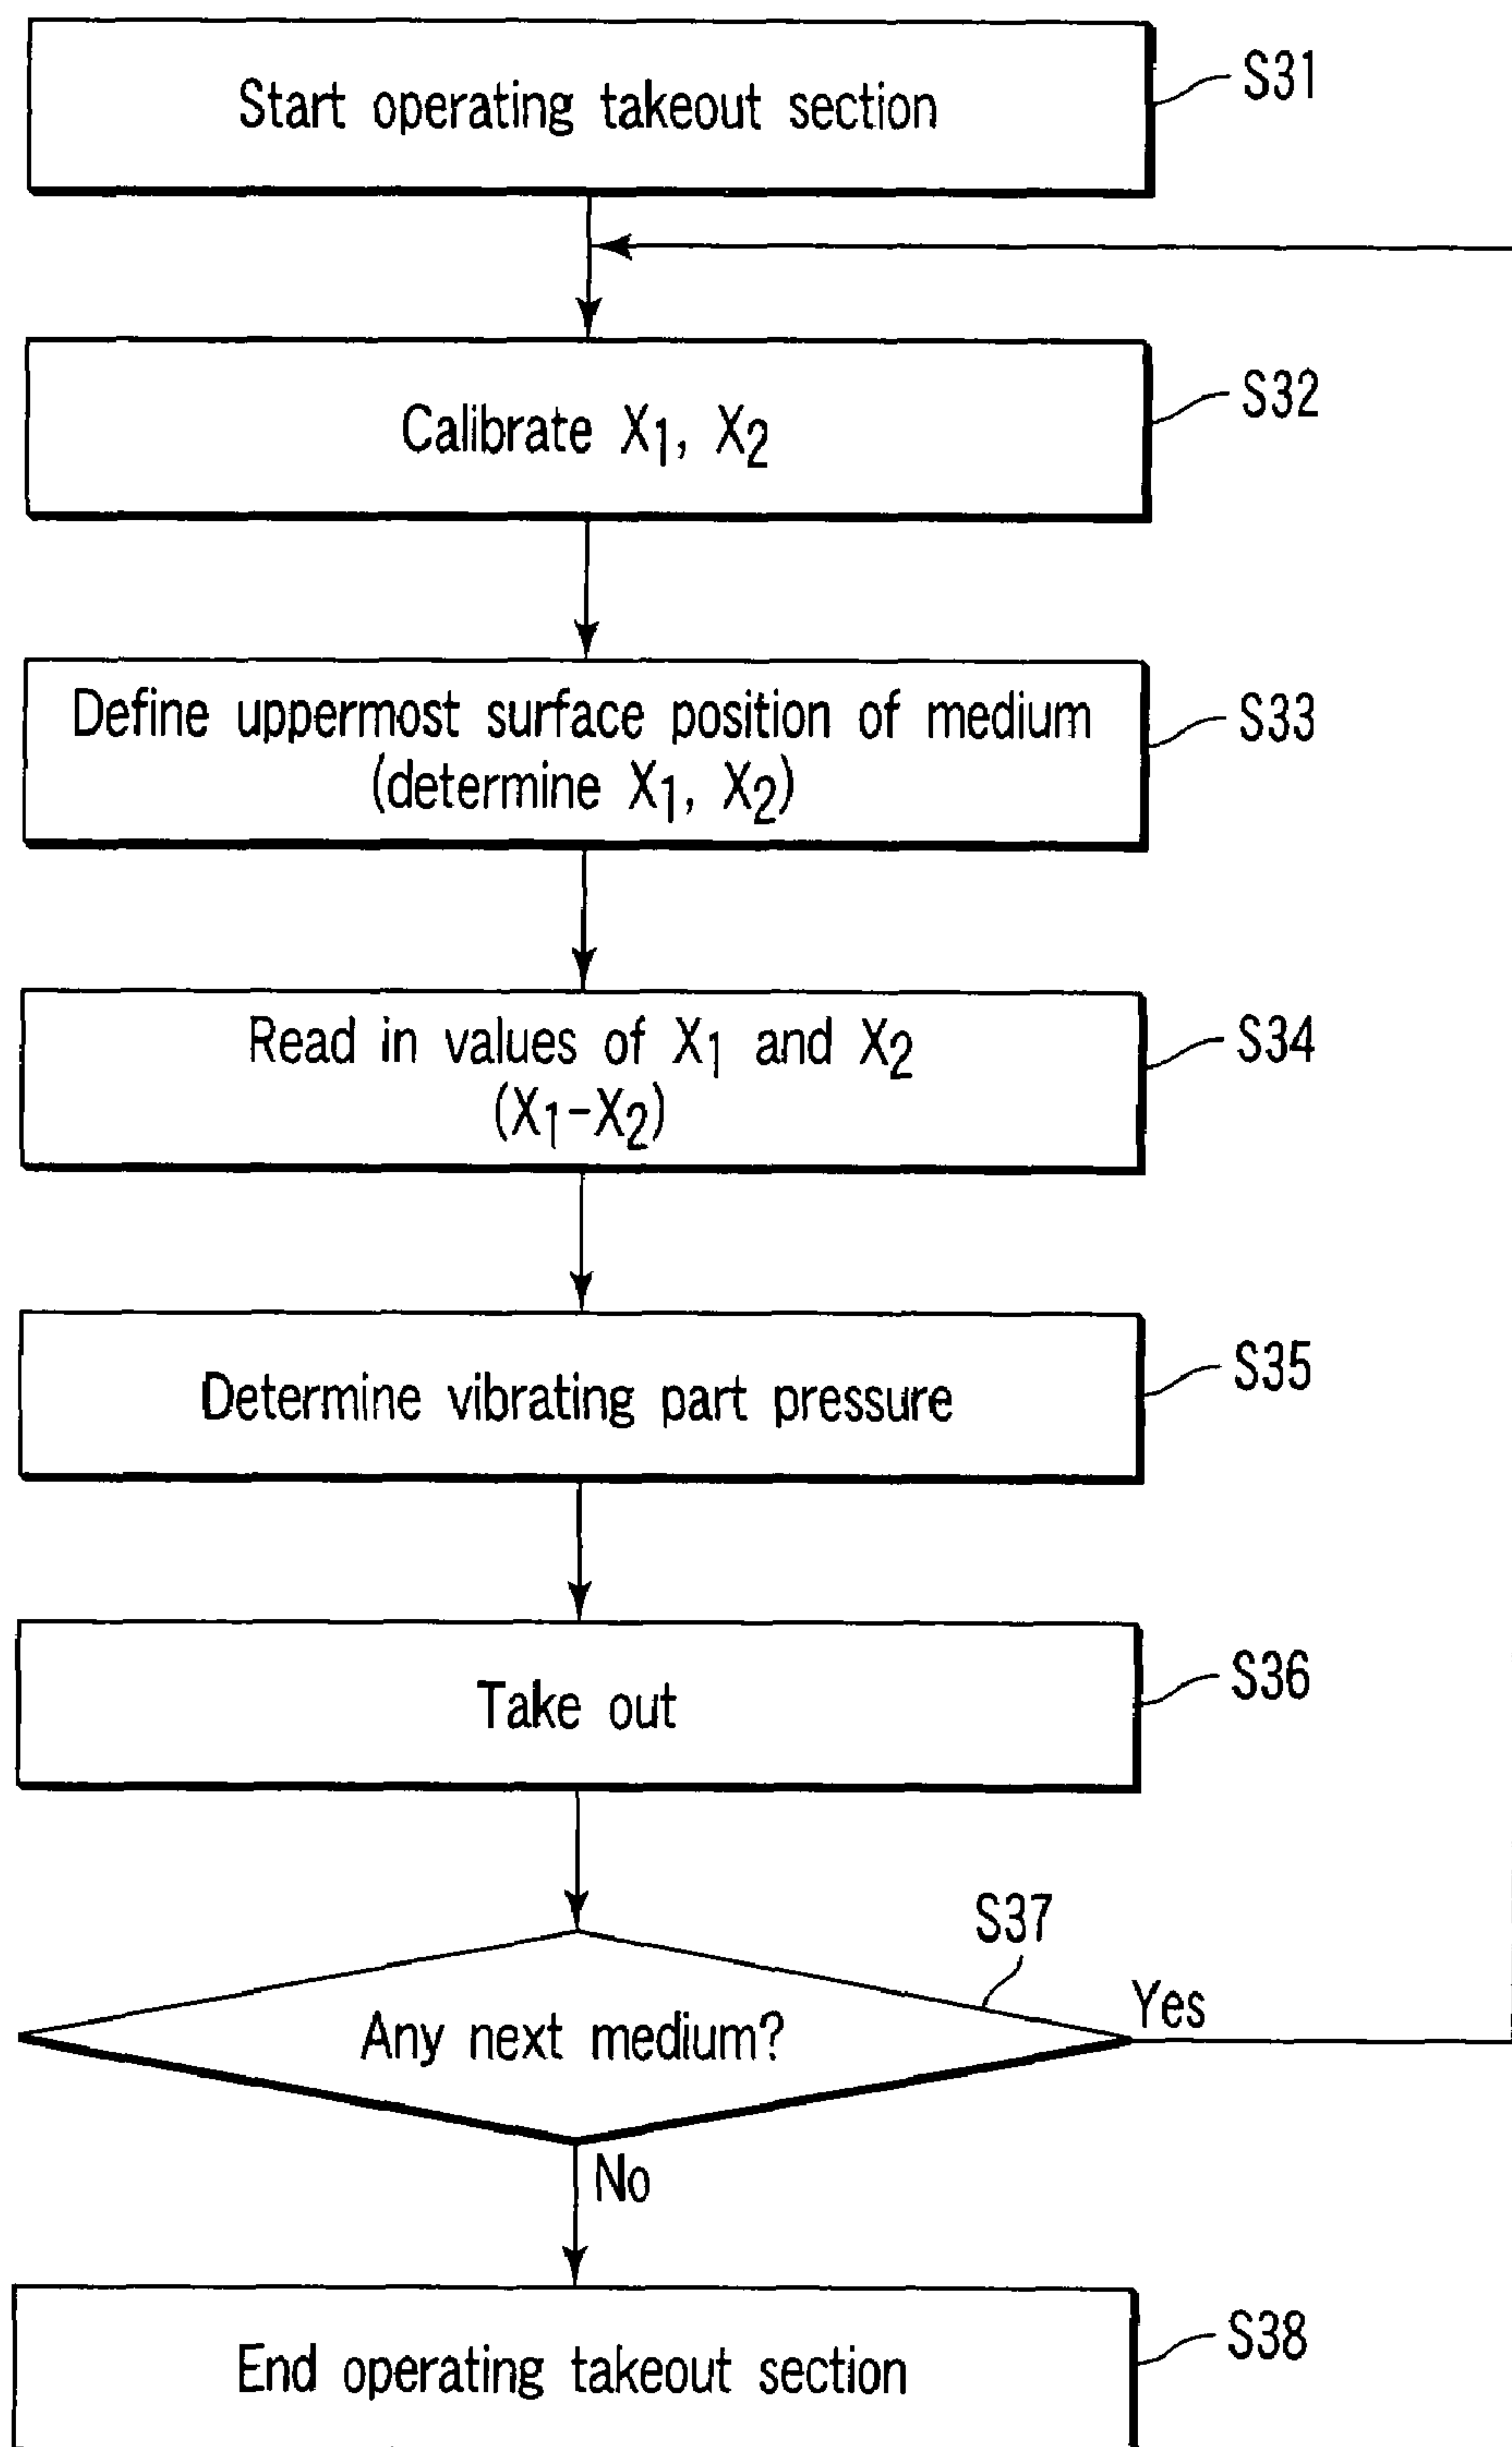 Start operating takeout section
S31
Calibrate X1, X2
S32
Define uppermost surface position of medium
(determine X1, X2)
S33
Read in values of X1 and X2
(X1-X2)
S34
Determine vibrating part pressure
S35
Take out
S36
S37
Any next medium?
Yes
No
End operating takeout section
S38